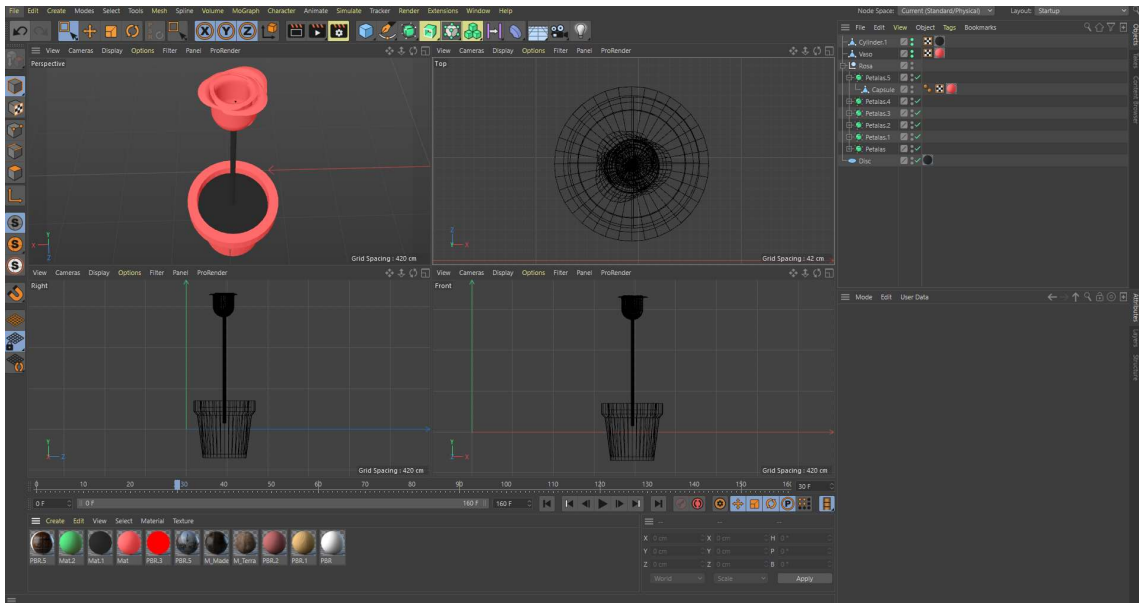 File Edit Create Modes Select Tools Mesh Spline Volume MoGraph Character Animate Simulate Tracker Render Extensions Window Help
Node Space: Current (Standard/Physical) Layout: Startup
X Y Z
View Cameras Display Options Filter Panel ProRender
Perspective
Y
X
Z
Grid Spacing : 420 cm
View Cameras Display Options Filter Panel ProRender
Top
Z
Y X
Grid Spacing : 42 cm
View Cameras Display Options Filter Panel ProRender
Right
Y
X Z
Grid Spacing : 420 cm
View Cameras Display Options Filter Panel ProRender
Front
Y
Z X
Grid Spacing : 420 cm
S
S
S
0 10 20 30 40 50 60 70 80 90 100 110 120 130 140 150 16( 30 F
0 F 0 F 160 F 160 F
P
Create Edit View Select Material Texture
PBR.5 Mat.2 Mat.1 Mat PBR.3 PBR.5 M_Made M_Terra PBR.2 PBR.1 PBR
-- -- --
X 0 cm X 0 cm H 0 °
Y 0 cm Y 0 cm P 0 °
Z 0 cm Z 0 cm B 0 °
World Scale Apply
File Edit View Object Tags Bookmarks
Cylinder.1
Vaso
Rosa
Petalas.5
Capsule
Petalas.4
Petalas.3
Petalas.2
Petalas.1
Petalas
Disc
Mode Edit User Data
Objects
Takes
Content Browser
Attributes
Layers
Structure